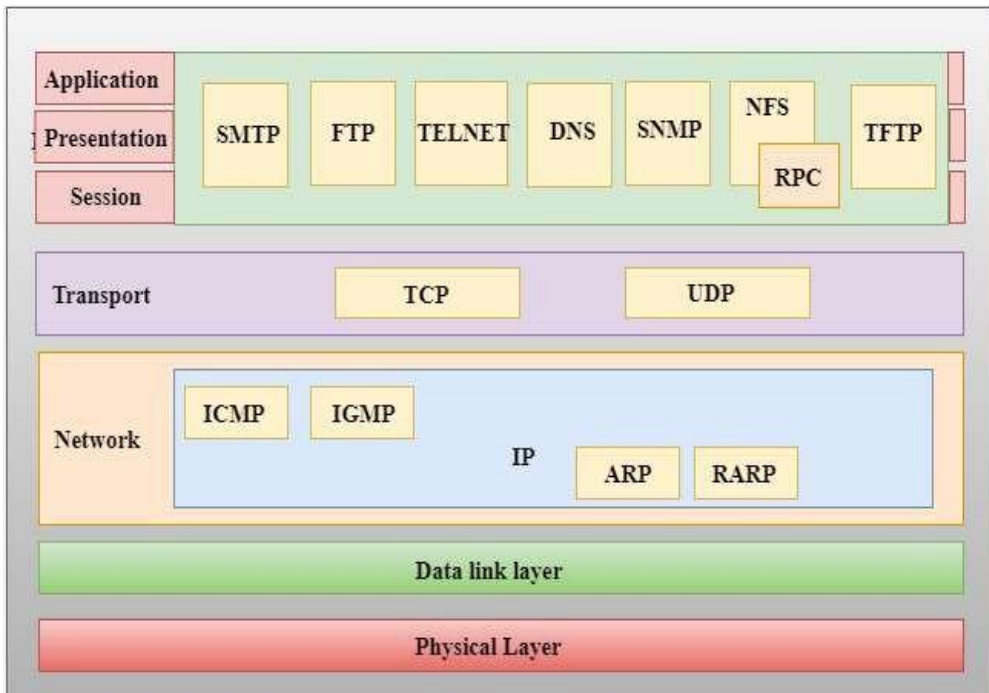 Application
Presentation
Session
SMTP
FTP
TELNET
DNS
SNMP
NFS
RPC
TFTP
Transport
TCP
UDP
Network
ICMP
IGMP
IP
ARP
RARP
Data link layer
Physical Layer